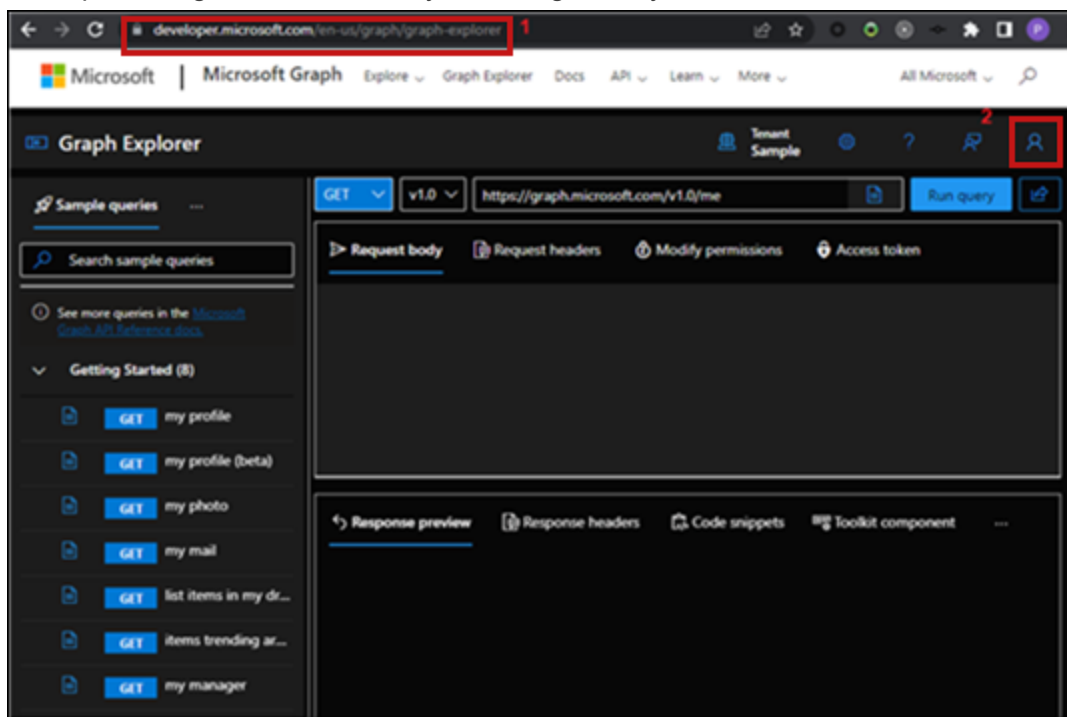 developer.microsoft.com/en-us/graph/graph-explorer 1
P
Microsoft | Microsoft Graph Explore Graph Explorer Docs API Learn More All Microsoft
2
Graph Explorer Tenant ?
Sample
Sample queries ... GET v1.0 https://graph.microsoft.com/v1.0/me Run query
Search sample queries Request body Request headers Modify permissions Access token
See more queries in the Microsoft
Graph API Reference docs.
Getting Started (8)
GET my profile
GET my profile (beta)
GET my photo
Response preview Response headers Code snippets Toolkit component ...
GET my mail
GET list items in my dr...
GET items trending ar...
GET my manager